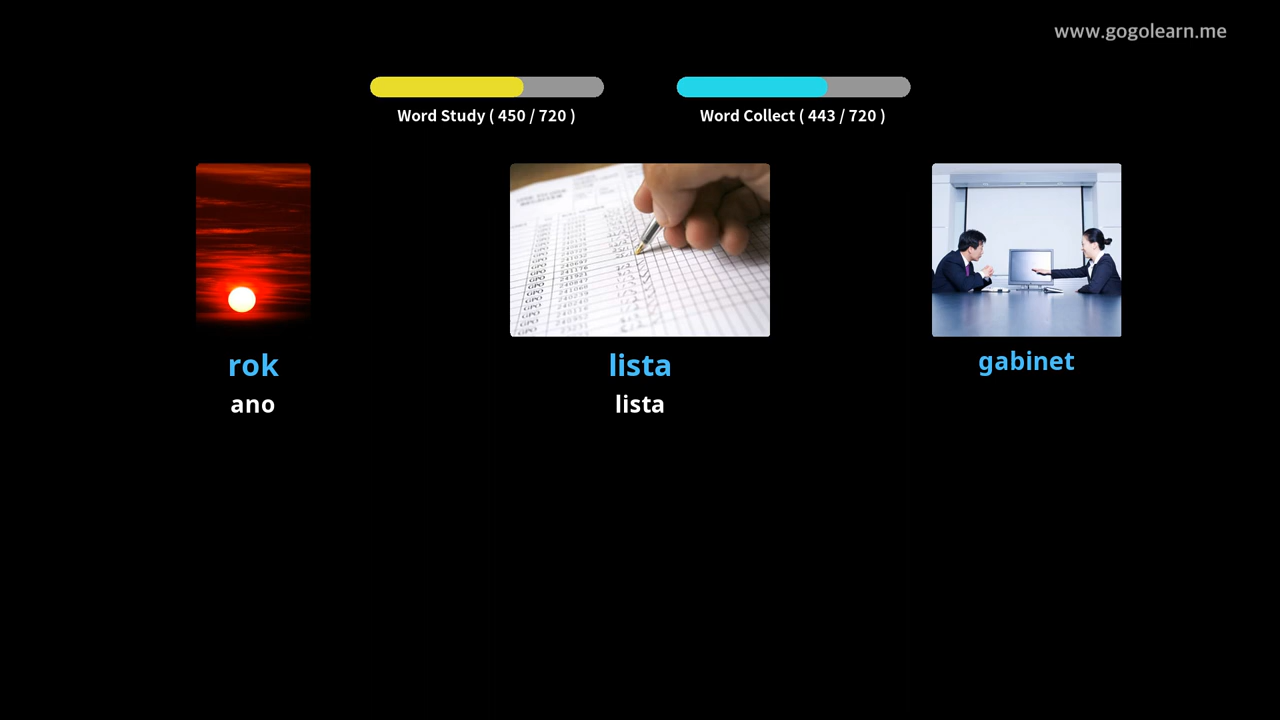 www.gogolearn.me
Word Study ( 450 / 720 )
Word Collect ( 443 / 720 )
rok
ano
lista
lista
gabinet